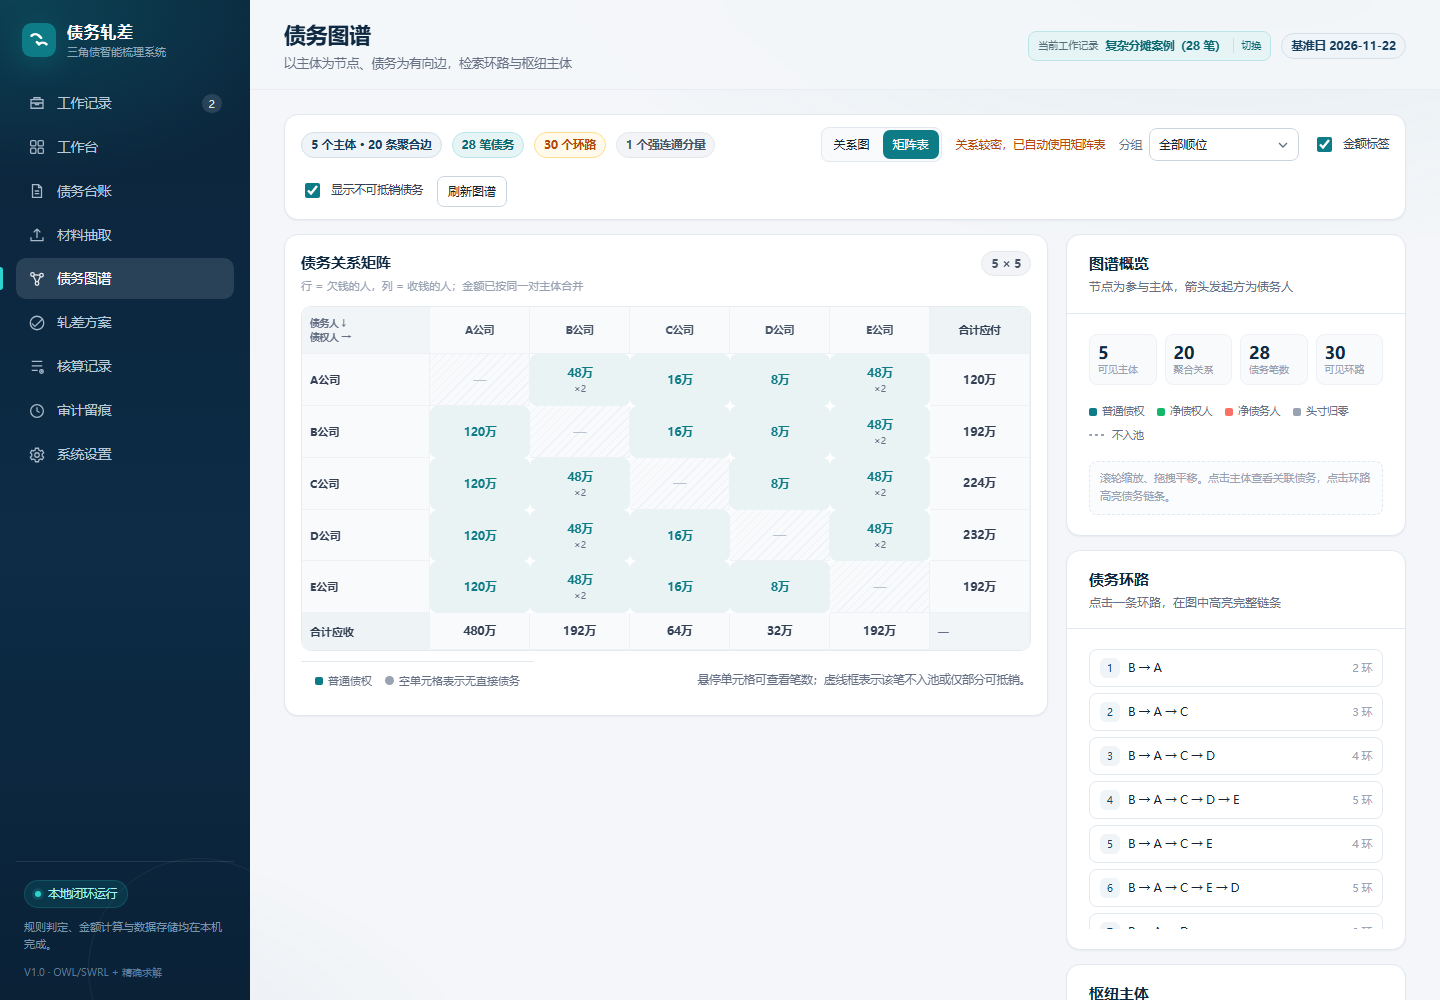 债务轧差
三角债智能梳理系统
工作记录 2
工作台
债务台账
材料抽取
债务图谱
轧差方案
核算记录
审计留痕
系统设置
本地闭环运行
规则判定、金额计算与数据存储均在本机
完成。
V1.0 · OWL/SWRL + 精确求解
债务图谱
以主体为节点、债务为有向边，检索环路与枢纽主体
当前工作记录 复杂分摊案例（28 笔） 切换
基准日 2026-11-22
5 个主体 • 20 条聚合边 28 笔债务 30 个环路 1 个强连通分量
关系图 矩阵表 关系较密，已自动使用矩阵表 分组 全部顺位 金额标签
显示不可抵销债务 刷新图谱
债务关系矩阵 5 × 5
行 = 欠钱的人，列 = 收钱的人；金额已按同一对主体合并
债务人 ↓
债权人 → A公司 B公司 C公司 D公司 E公司 合计应付
A公司 — 48万 ×2 16万 8万 48万 ×2 120万
B公司 120万 — 16万 8万 48万 ×2 192万
C公司 120万 48万 ×2 — 8万 48万 ×2 224万
D公司 120万 48万 ×2 16万 — 48万 ×2 232万
E公司 120万 48万 ×2 16万 8万 — 192万
合计应收 480万 192万 64万 32万 192万 —
普通债权 空单元格表示无直接债务
悬停单元格可查看笔数；虚线框表示该笔不入池或仅部分可抵销。
图谱概览
节点为参与主体，箭头发起方为债务人
5 20 28 30
可见主体 聚合关系 债务笔数 可见环路
普通债权 净债权人 净债务人 头寸归零
不入池
滚轮缩放、拖拽平移。点击主体查看关联债务，点击环路
高亮债务链条。
债务环路
点击一条环路，在图中高亮完整链条
1 B → A 2 环
2 B → A → C 3 环
3 B → A → C → D 4 环
4 B → A → C → D → E 5 环
5 B → A → C → E 4 环
6 B → A → C → E → D 5 环
枢纽主体